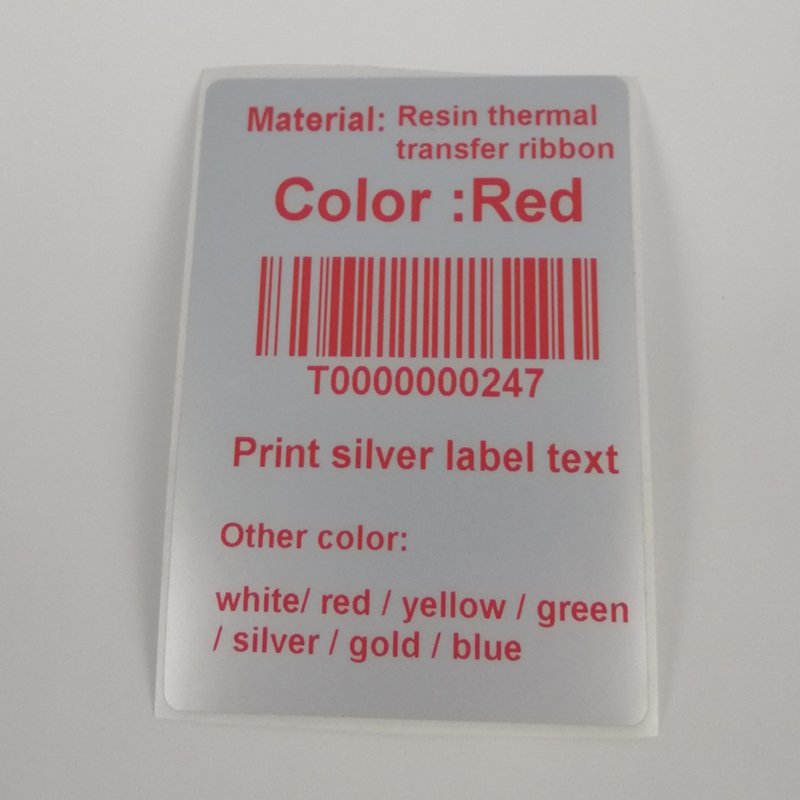 Material: Resin thermal
transfer ribbon
Color :Red
T0000000247
Print silver label text
Other color:
white/ red / yellow / green
/ silver / gold / blue